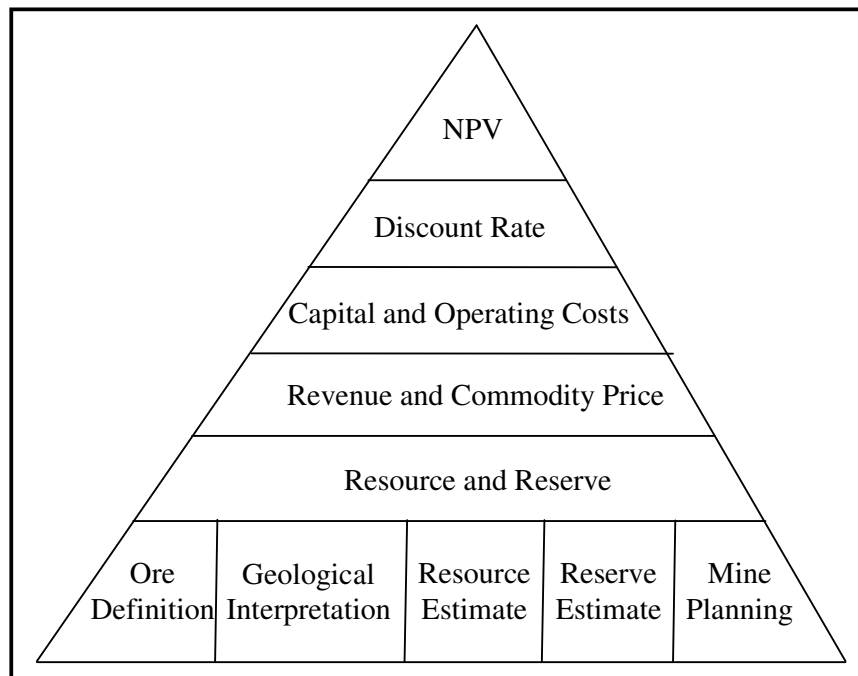 NPV
Discount Rate
Capital and Operating Costs
Revenue and Commodity Price
Resource and Reserve
Ore
Definition
Geological
Interpretation
Resource
Estimate
Reserve
Estimate
Mine
Planning